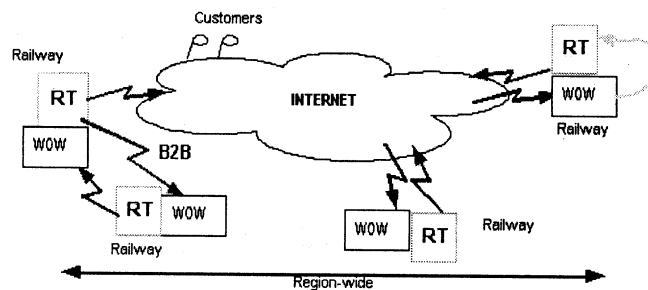 Customers
Railway
RT
INTERNET
RT
WOW
Railway
WOW
B2B
RT
WOW
Railway
WOW
RT
Railway
Region-wide